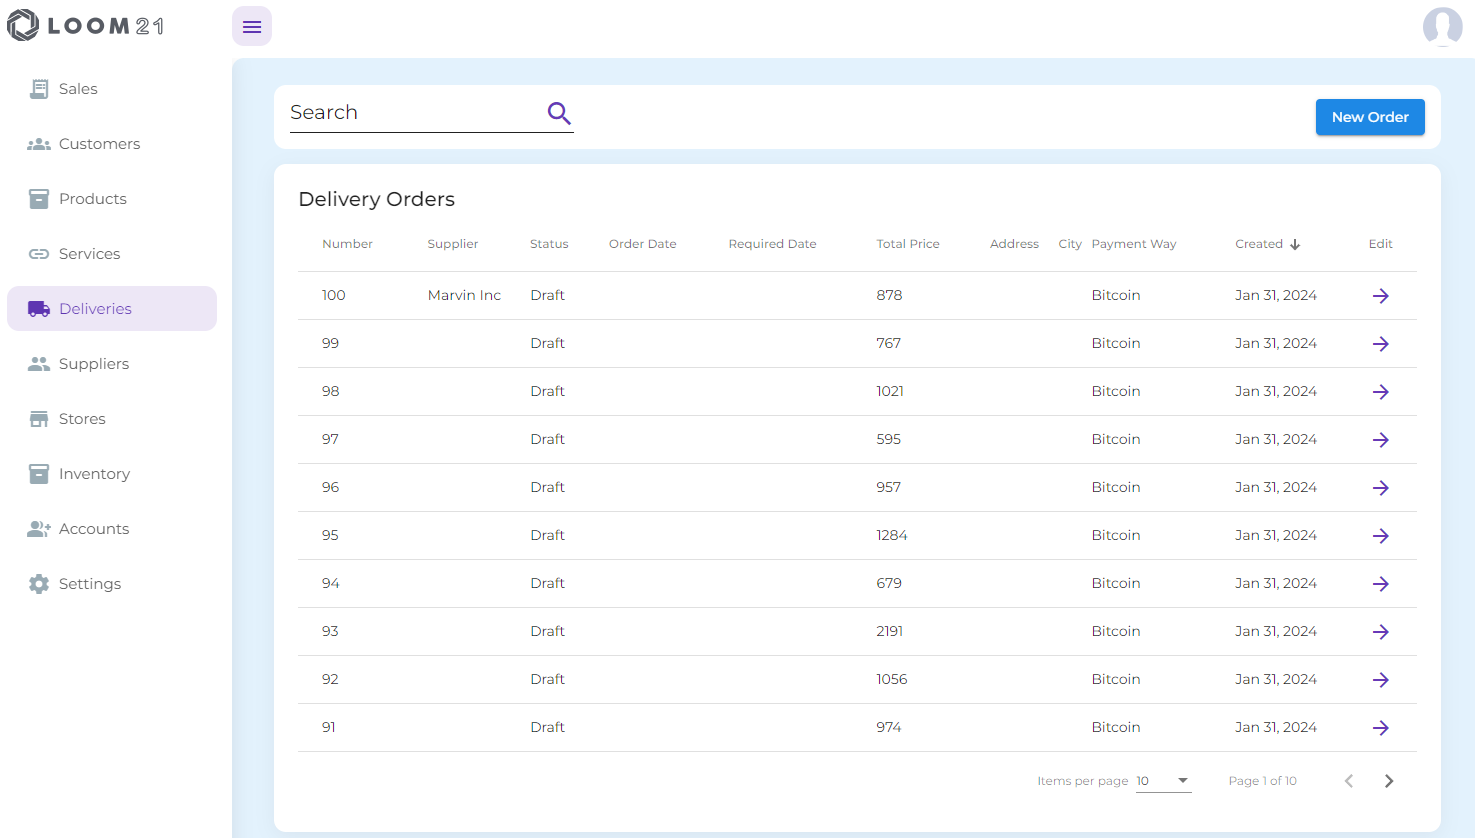 LOOM21
Sales
Customers
Products
Services
Deliveries
Suppliers
Stores
Inventory
Accounts
Settings
Search
New Order
Delivery Orders
Number Supplier Status Order Date Required Date Total Price Address City Payment Way Created Edit
100 Marvin Inc Draft 878 Bitcoin Jan 31, 2024
99 Draft 767 Bitcoin Jan 31, 2024
98 Draft 1021 Bitcoin Jan 31, 2024
97 Draft 595 Bitcoin Jan 31, 2024
96 Draft 957 Bitcoin Jan 31, 2024
95 Draft 1284 Bitcoin Jan 31, 2024
94 Draft 679 Bitcoin Jan 31, 2024
93 Draft 2191 Bitcoin Jan 31, 2024
92 Draft 1056 Bitcoin Jan 31, 2024
91 Draft 974 Bitcoin Jan 31, 2024
Items per page 10 Page 1 of 10